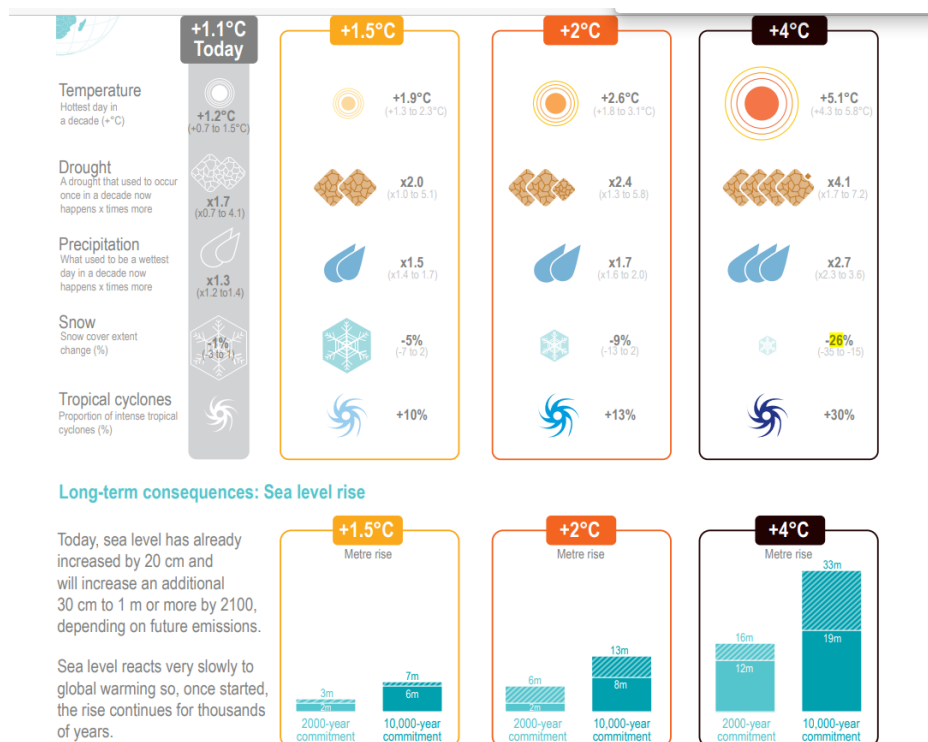 +1.1°C
Today
+1.5°C
+2°C
+4°C
Temperature
Hottest day in
a decade (+°C)
+1.2°C
(+0.7 to 1.5°C)
+1.9°C
(+1.3 to 2.3°C)
+2.6°C
(+1.8 to 3.1°C)
+5.1°C
(+4.3 to 5.8°C)
Drought
A drought that used to occur
once in a decade now
happens x times more
x1.7
(x0.7 to 4.1)
x2.0
(x1.0 to 5.1)
x2.4
(x1.3 to 5.8)
x4.1
(x1.7 to 7.2)
Precipitation
What used to be a wettest
day in a decade now
happens x times more
x1.3
(x1.2 to1.4)
x1.5
(x1.4 to 1.7)
x1.7
(x1.6 to 2.0)
x2.7
(x2.3 to 3.6)
Snow
Snow cover extent
change (%)
-1%
(-3 to 1)
-5%
(-7 to 2)
-9%
(-13 to 2)
-26%
(-35 to -15)
Tropical cyclones
Proportion of intense tropical
cyclones (%)
+10%
+13%
+30%
Long-term consequences: Sea level rise
Today, sea level has already
increased by 20 cm and
will increase an additional
30 cm to 1 m or more by 2100,
depending on future emissions.
Sea level reacts very slowly to
global warming so, once started,
the rise continues for thousands
of years.
+1.5°C
Metre rise
3m
2m
7m
6m
2000-year
commitment
10,000-year
commitment
+2°C
Metre rise
6m
2m
13m
8m
2000-year
commitment
10,000-year
commitment
+4°C
Metre rise
16m
12m
33m
19m
2000-year
commitment
10,000-year
commitment